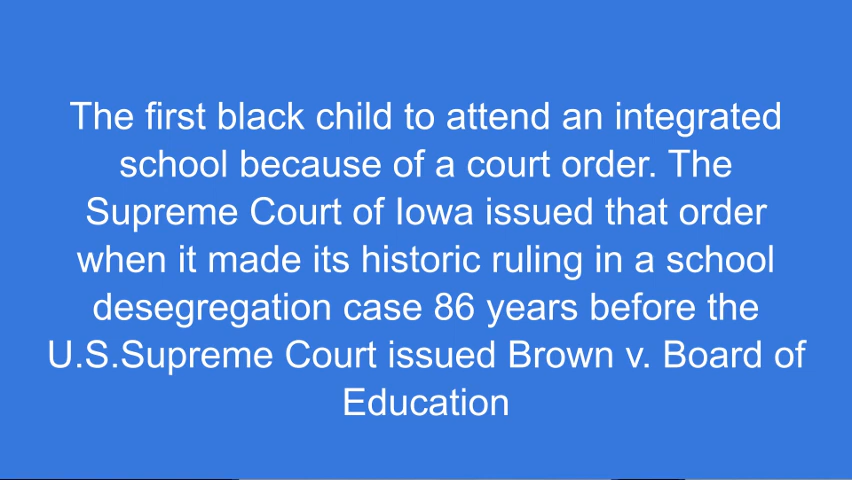 The first black child to attend an integrated
school because of a court order. The
Supreme Court of Iowa issued that order
when it made its historic ruling in a school
desegregation case 86 years before the
U.S.Supreme Court issued Brown v. Board of
Education